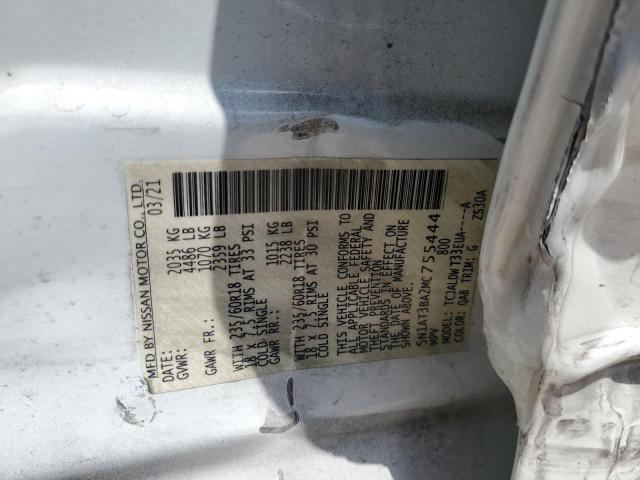 MFD BY NISSAN MOTOR CO., LTD.
DATE: 03/21
GVWR: 2035 KG
4486 LB
GAWR FR.: 1070 KG
2359 LB
WITH 235/60R18 TIRES
18 X 7.5 RIMS AT 33 PSI
COLD SINGLE
GAWR RR.: 1015 KG
2238 LB
WITH 235/60R18 TIRES
18 X 7.5 RIMS AT 30 PSI
COLD SINGLE
THIS VEHICLE CONFORMS TO
ALL APPLICABLE FEDERAL
MOTOR VEHICLE SAFETY AND
THEFT PREVENTION
STANDARDS IN EFFECT ON
THE DATE OF MANUFACTURE
SHOWN ABOVE.
5N1AT3BA2MC755444
MPV 800
MODEL: TCJALDWT33EUA----A
COLOR: QAB TRIM: G ZS30A